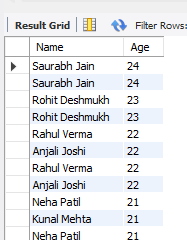 Result Grid Filter Rows:
Name Age
Saurabh Jain 24
Saurabh Jain 24
Rohit Deshmukh 23
Rohit Deshmukh 23
Rahul Verma 22
Anjali Joshi 22
Rahul Verma 22
Anjali Joshi 22
Neha Patil 21
Kunal Mehta 21
Neha Patil 21